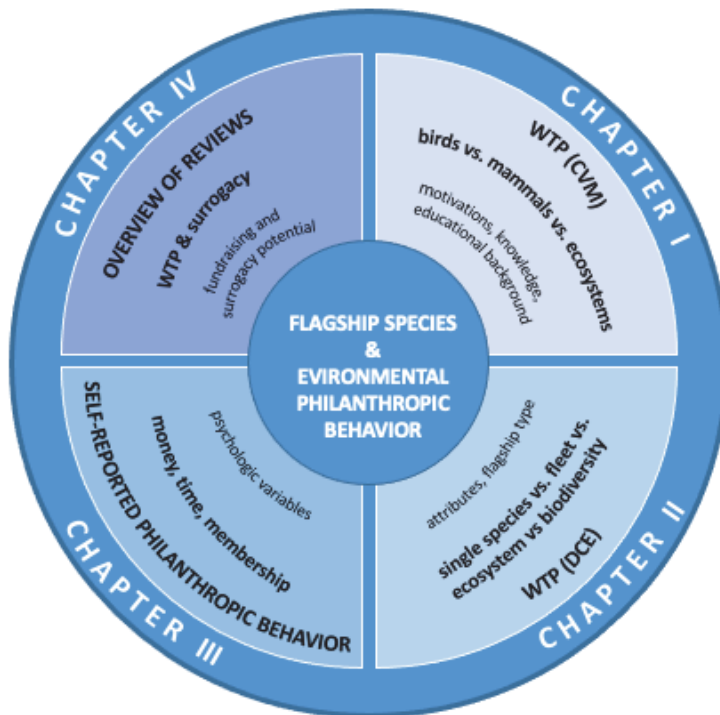 CHAPTER IV
OVERVIEW OF REVIEWS
WTP & surrogacy
fundraising and
surrogacy potential
CHAPTER I
WTP (CVM)
birds vs. mammals vs. ecosystems
motivations, knowledge,
educational background
FLAGSHIP SPECIES
&
EVIRONMENTAL
PHILANTHROPIC
BEHAVIOR
CHAPTER III
SELF-REPORTED PHILANTHROPIC BEHAVIOR
money, time, membership
psychologic variables
CHAPTER II
attributes, flagship type
single species vs. fleet vs.
ecosystem vs biodiversity
WTP (DCE)